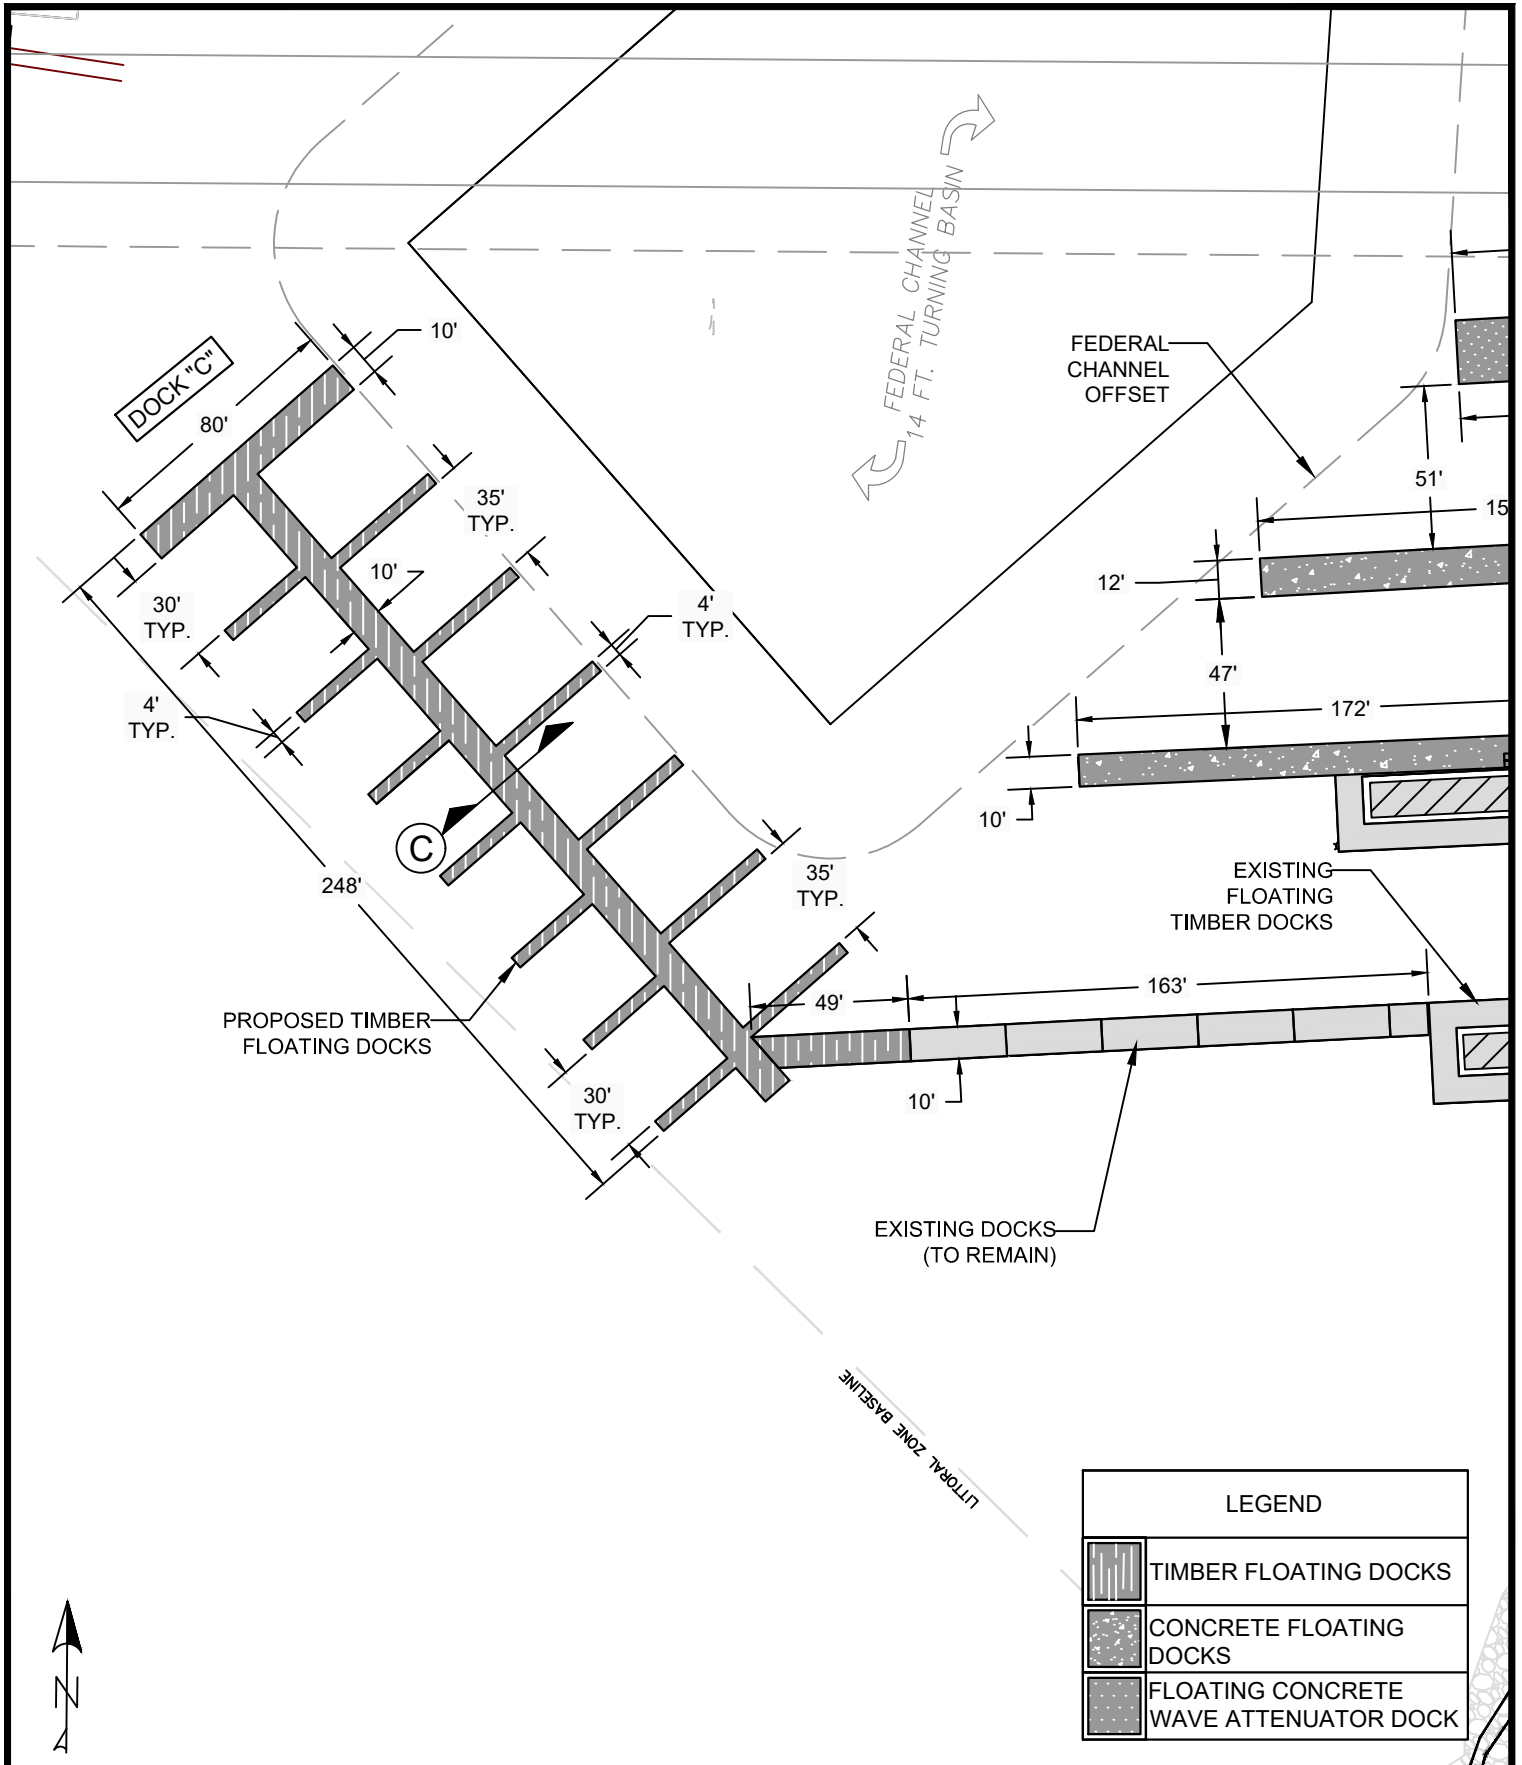 FEDERAL CHANNEL
14 FT. TURNING BASIN
10'
DOCK "C"
80'
FEDERAL
CHANNEL
OFFSET
51'
35'
TYP.
15
10'
12'
30'
TYP.
4'
TYP.
47'
4'
TYP.
172'
10'
C
248'
35'
TYP.
EXISTING
FLOATING
TIMBER DOCKS
163'
49'
PROPOSED TIMBER
FLOATING DOCKS
30'
TYP.
10'
EXISTING DOCKS
(TO REMAIN)
LITTORAL ZONE BASELINE
LEGEND
TIMBER FLOATING DOCKS
CONCRETE FLOATING
DOCKS
FLOATING CONCRETE
WAVE ATTENUATOR DOCK
N